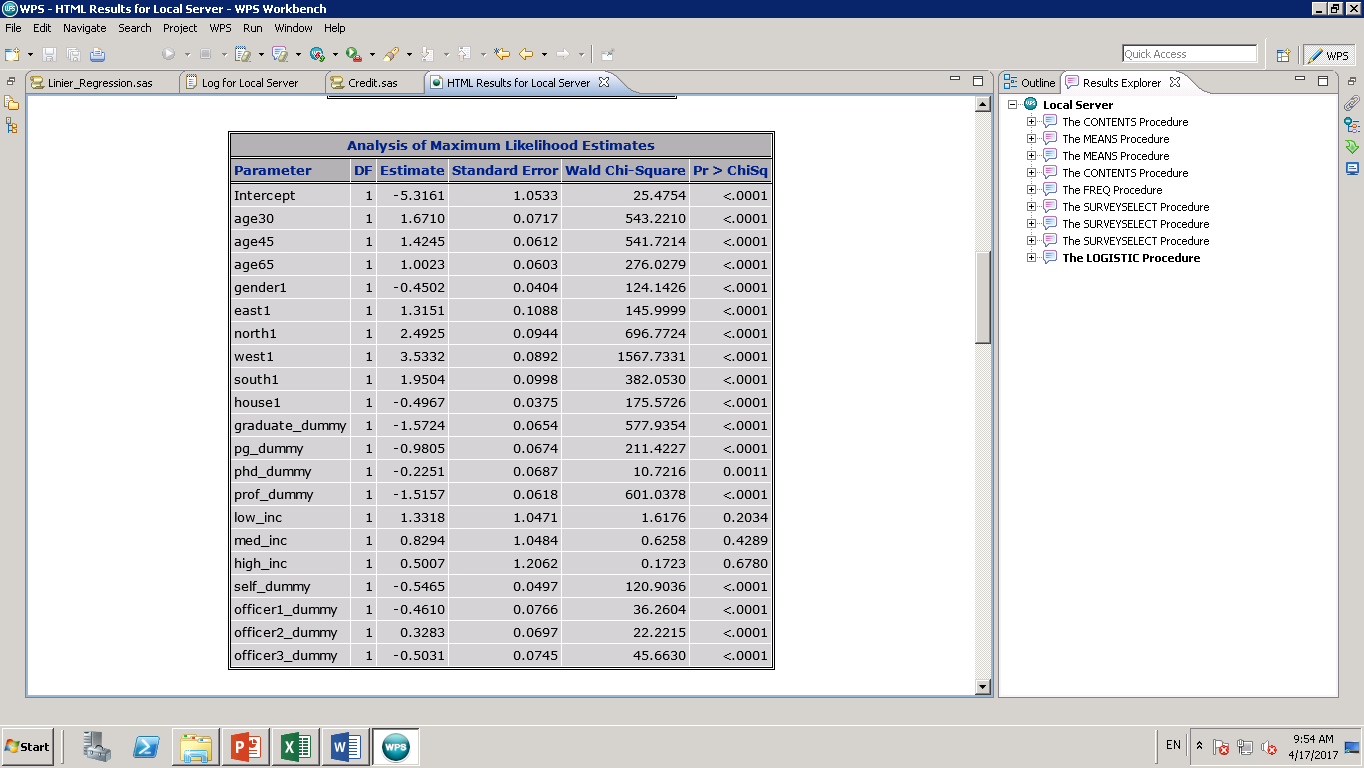 WPS - HTML Results for Local Server - WPS Workbench
File Edit Navigate Search Project WPS Run Window Help
Quick Access
WPS
Linier_Regression.sas Log for Local Server Credit.sas HTML Results for Local Server
Analysis of Maximum Likelihood Estimates
Parameter DF Estimate Standard Error Wald Chi-Square Pr > ChiSq
Intercept 1 -5.3161 1.0533 25.4754 <.0001
age30 1 1.6710 0.0717 543.2210 <.0001
age45 1 1.4245 0.0612 541.7214 <.0001
age65 1 1.0023 0.0603 276.0279 <.0001
gender1 1 -0.4502 0.0404 124.1426 <.0001
east1 1 1.3151 0.1088 145.9999 <.0001
north1 1 2.4925 0.0944 696.7724 <.0001
west1 1 3.5332 0.0892 1567.7331 <.0001
south1 1 1.9504 0.0998 382.0530 <.0001
house1 1 -0.4967 0.0375 175.5726 <.0001
graduate_dummy 1 -1.5724 0.0654 577.9354 <.0001
pg_dummy 1 -0.9805 0.0674 211.4227 <.0001
phd_dummy 1 -0.2251 0.0687 10.7216 0.0011
prof_dummy 1 -1.5157 0.0618 601.0378 <.0001
low_inc 1 1.3318 1.0471 1.6176 0.2034
med_inc 1 0.8294 1.0484 0.6258 0.4289
high_inc 1 0.5007 1.2062 0.1723 0.6780
self_dummy 1 -0.5465 0.0497 120.9036 <.0001
officer1_dummy 1 -0.4610 0.0766 36.2604 <.0001
officer2_dummy 1 0.3283 0.0697 22.2215 <.0001
officer3_dummy 1 -0.5031 0.0745 45.6630 <.0001
Outline Results Explorer
Local Server
The CONTENTS Procedure
The MEANS Procedure
The MEANS Procedure
The CONTENTS Procedure
The FREQ Procedure
The SURVEYSELECT Procedure
The SURVEYSELECT Procedure
The SURVEYSELECT Procedure
The LOGISTIC Procedure
Start
WPS
EN
9:54 AM
4/17/2017